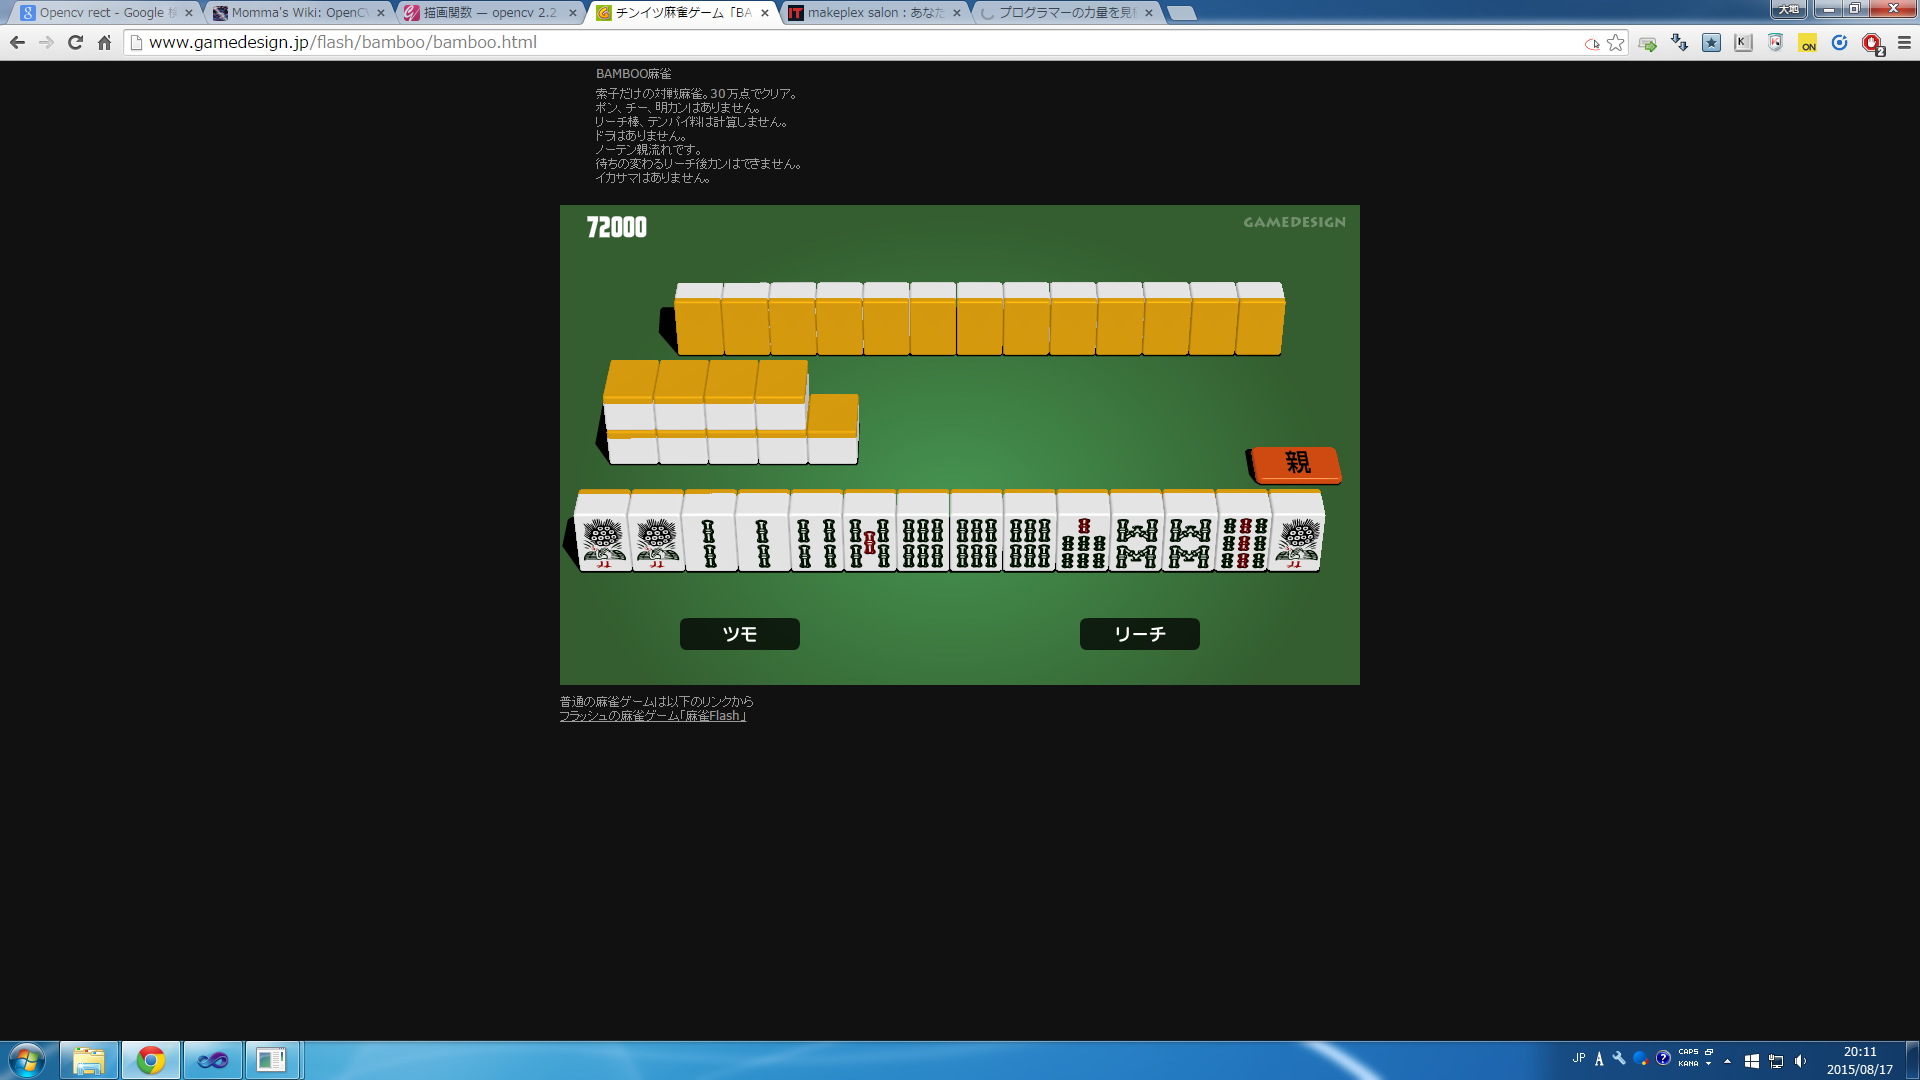 Opencv rect - Google 検
Momma's Wiki: OpenCV
描画関数 — opencv 2.2
チンイツ麻雀ゲーム「BA
makeplex salon : あなた
プログラマーの力量を見
大地
www.gamedesign.jp/flash/bamboo/bamboo.html
ON
2
BAMBOO麻雀
索子だけの対戦麻雀。30万点でクリア。
ポン、チー、明カンはありません。
リーチ棒、テンパイ料は計算しません。
ドラはありません。
ノーテン親流れです。
待ちの変わるリーチ後カンはできません。
イカサマはありません。
72000
GAMEDESIGN
親
ツモ
リーチ
普通の麻雀ゲームは以下のリンクから
フラッシュの麻雀ゲーム「麻雀Flash」
JP
A
CAPS
KANA
20:11
2015/08/17